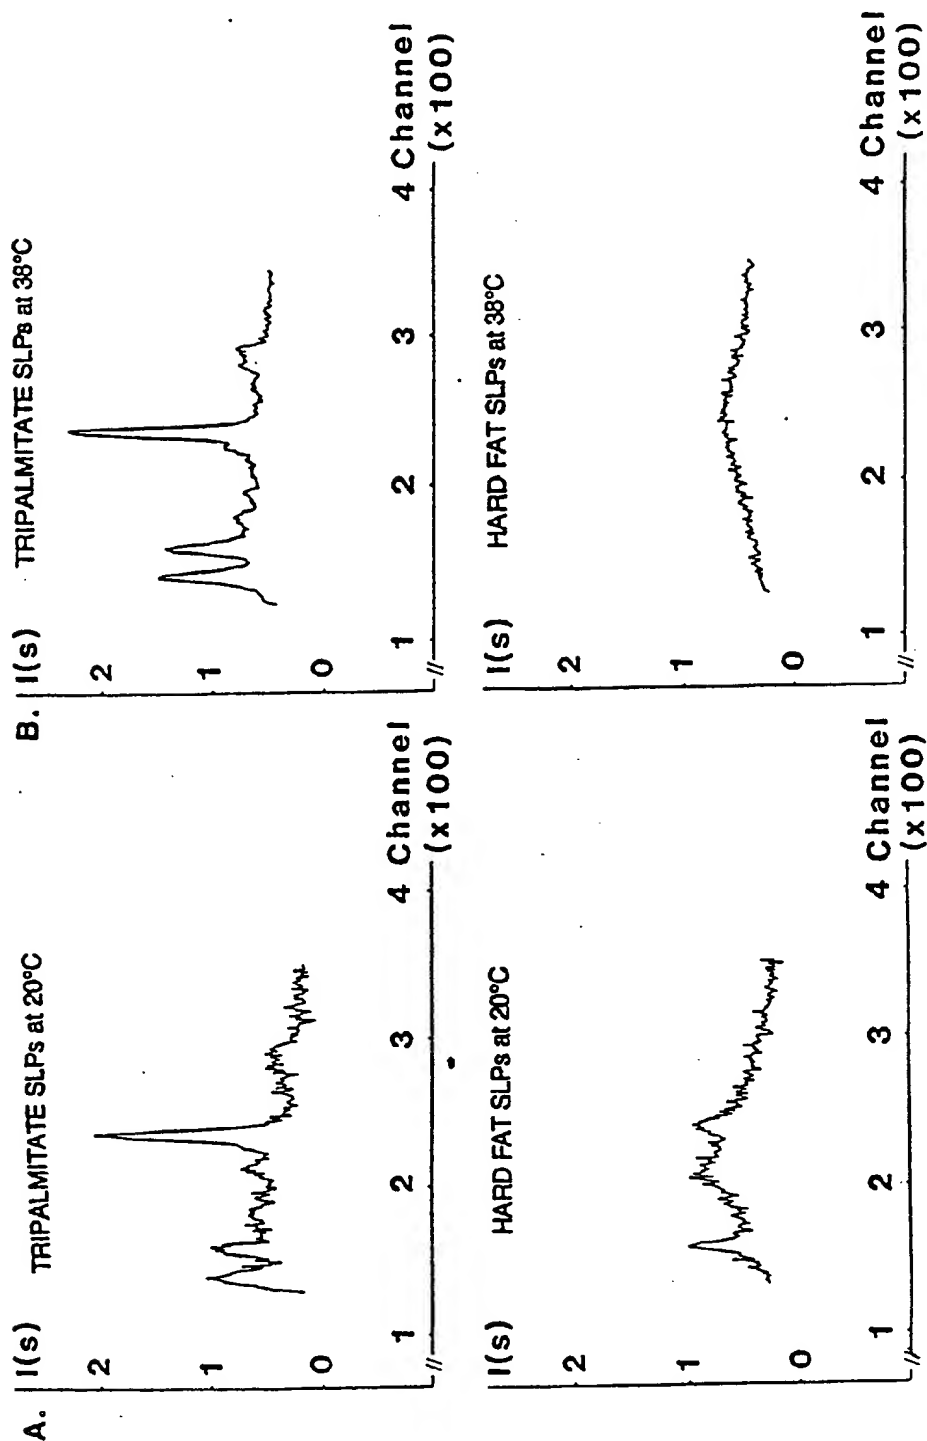 A.
I(s)
TRIPALMITATE SLPs at 20°C
2
1
0
1 2 3 4 Channel
(x100)
I(s)
HARD FAT SLPs at 20°C
2
1
0
1 2 3 4 Channel
(x100)
B.
I(s)
TRIPALMITATE SLPs at 38°C
2
1
0
1 2 3 4 Channel
(x100)
I(s)
HARD FAT SLPs at 38°C
2
1
0
1 2 3 4 Channel
(x100)